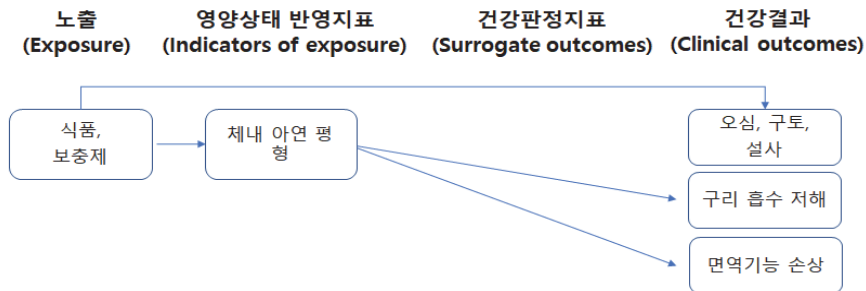 노출
(Exposure)
영양상태 반영지표
(Indicators of exposure)
건강판정지표
(Surrogate outcomes)
건강결과
(Clinical outcomes)
식품,
보충제
체내 아연 평
형
오심, 구토,
설사
구리 흡수 저해
면역기능 손상